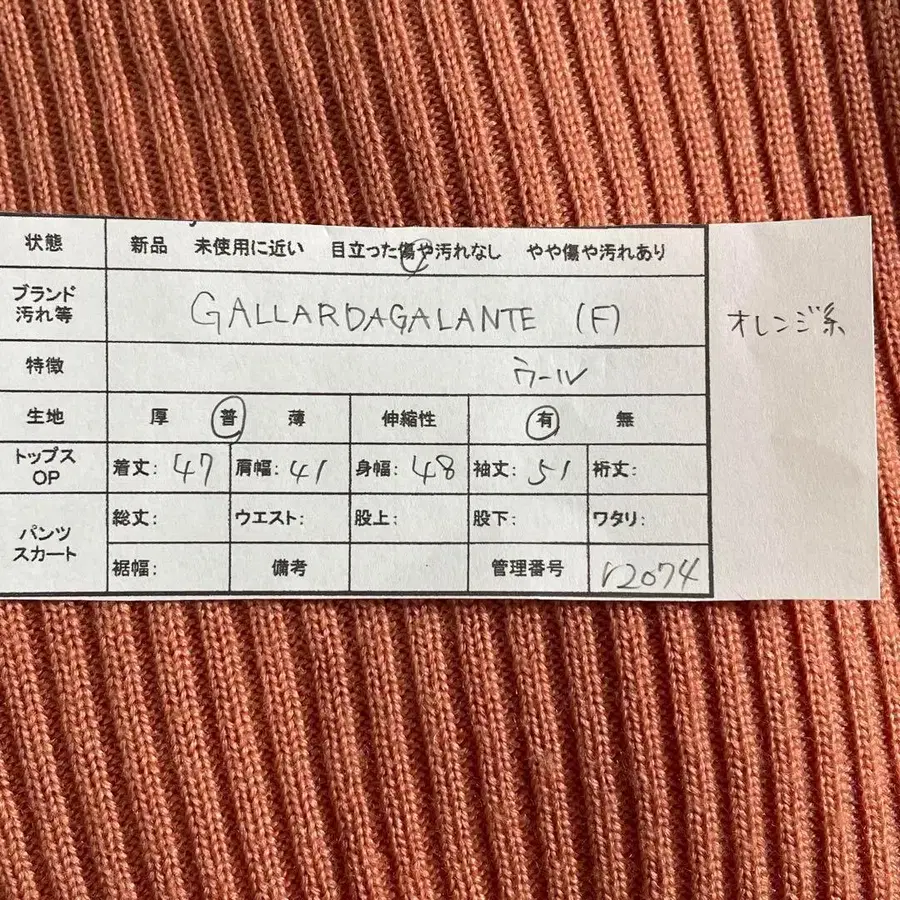 状態 新品 未使用に近い 目立った傷や汚れなし やや傷や汚れあり
ブランド
汚れ等 GALLARDAGALANTE (F)
オレンジ系
特徴 ウール
生地 厚 普 薄 伸縮性 有 無
トップス
OP 着丈: 47 肩幅: 41 身幅: 48 袖丈: 51 裄丈:
パンツ
スカート 総丈: ウエスト: 股上: 股下: ワタリ:
裾幅: 備考 管理番号 r2074